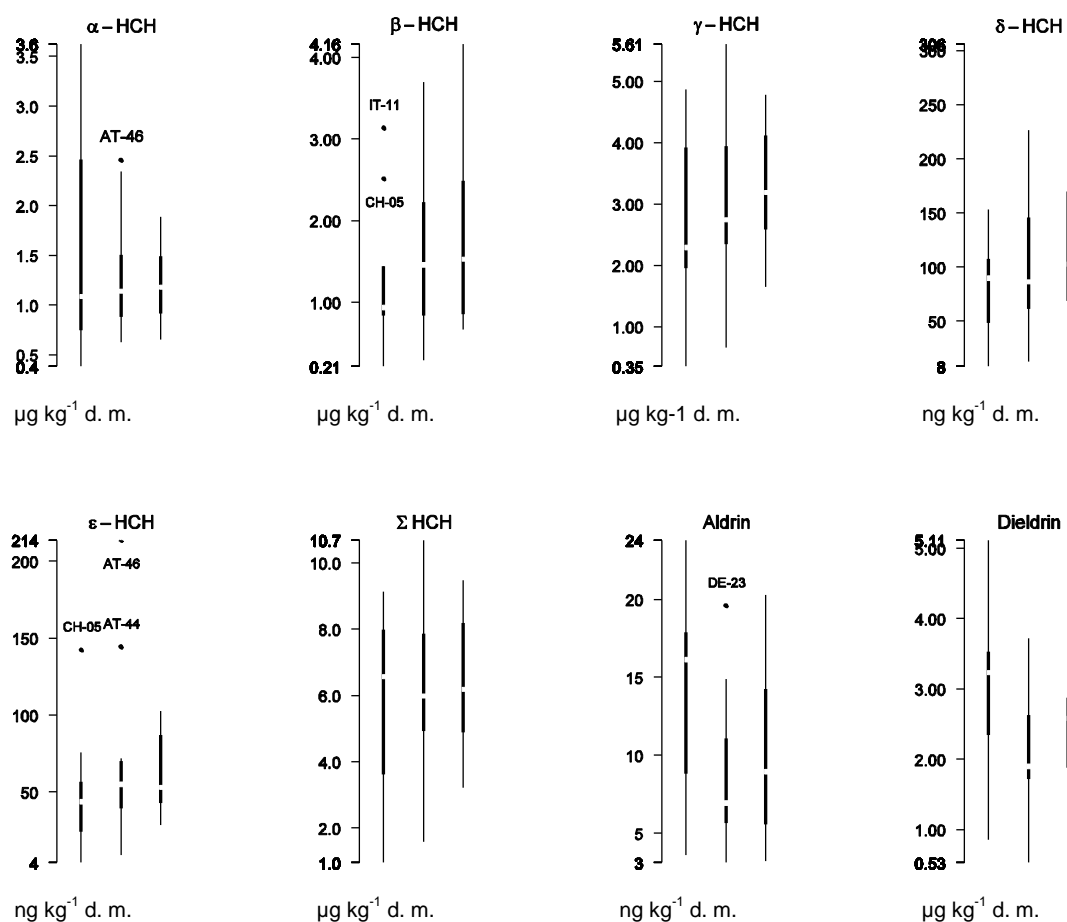 α – HCH
3.6
3.5
3.0
2.5
2.0
1.5
1.0
0.5
0.4
AT-46
µg kg-1 d. m.
β – HCH
4.16
4.00
3.00
2.00
1.00
0.21
IT-11
CH-05
µg kg-1 d. m.
γ – HCH
5.61
5.00
4.00
3.00
2.00
1.00
0.35
µg kg-1 d. m.
δ – HCH
306
300
250
200
150
100
50
8
ng kg-1 d. m.
ε – HCH
214
200
150
100
50
4
AT-46
CH-05
AT-44
ng kg-1 d. m.
Σ HCH
10.7
10.0
8.0
6.0
4.0
2.0
1.0
µg kg-1 d. m.
Aldrin
24
20
15
10
5
3
DE-23
ng kg-1 d. m.
Dieldrin
5.11
5.00
4.00
3.00
2.00
1.00
0.53
µg kg-1 d. m.